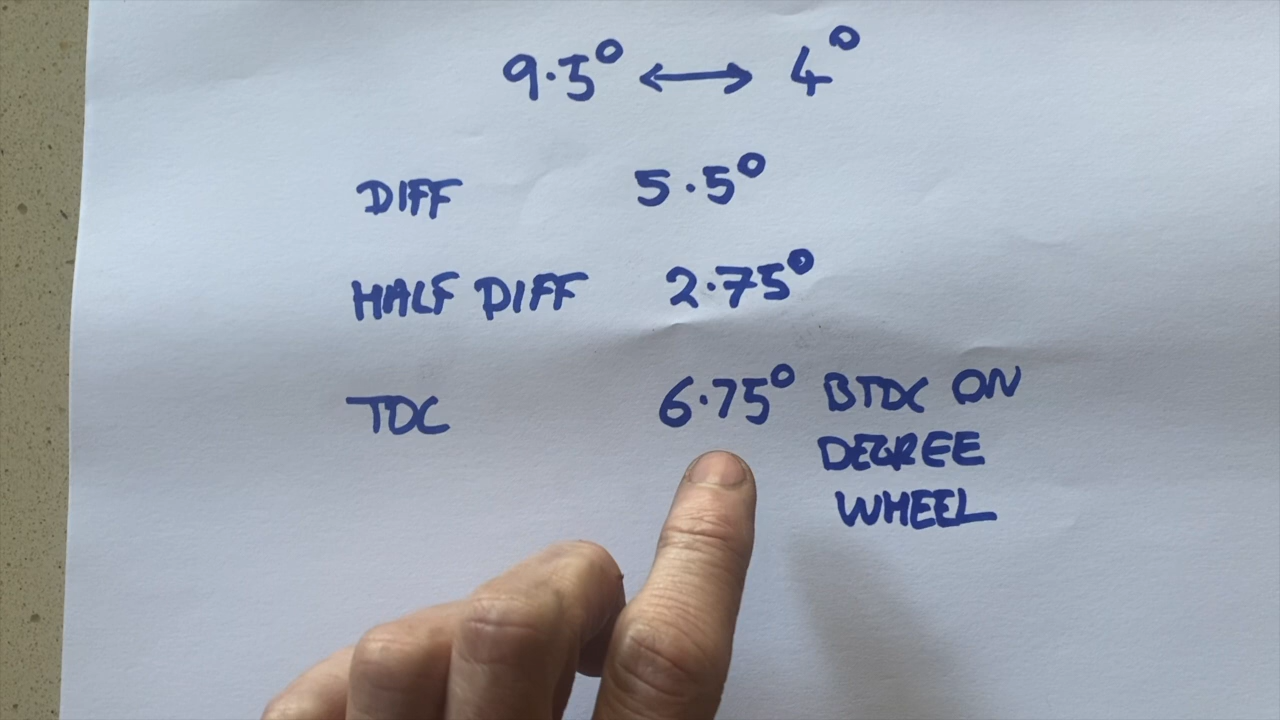 9.5° ↔ 4°
DIFF 5.5°
HALF DIFF 2.75°
TDC 6.75° BTDC ON
DEGREE
WHEEL